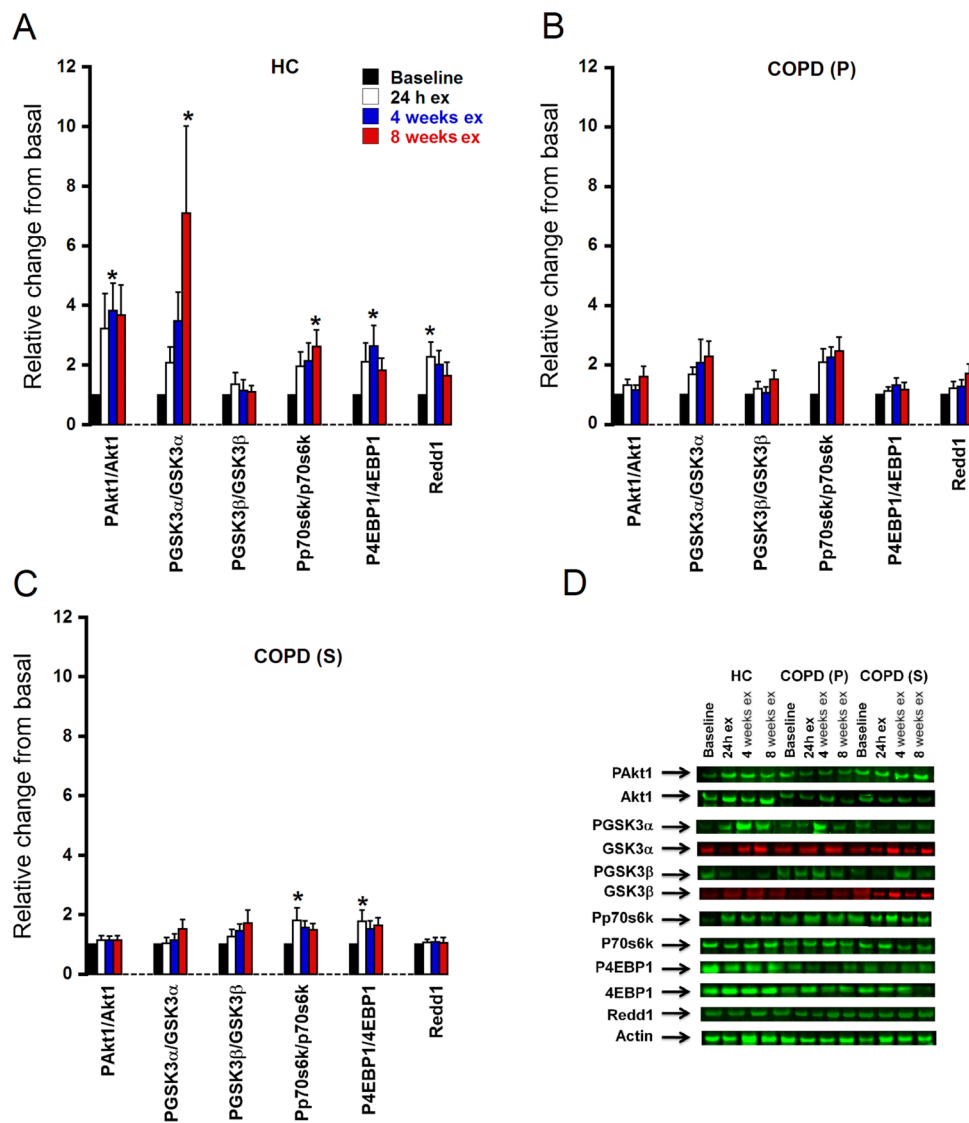 A
HC
Baseline
24 h ex
4 weeks ex
8 weeks ex
Relative change from basal
12
10
8
6
4
2
0
*
*
*
*
*
PAkt1/Akt1
PGSK3α/GSK3α
PGSK3β/GSK3β
Pp70s6k/p70s6k
P4EBP1/4EBP1
Redd1
B
COPD (P)
Relative change from basal
12
10
8
6
4
2
0
PAkt1/Akt1
PGSK3α/GSK3α
PGSK3β/GSK3β
Pp70s6k/p70s6k
P4EBP1/4EBP1
Redd1
C
COPD (S)
Relative change from basal
12
10
8
6
4
2
0
*
*
PAkt1/Akt1
PGSK3α/GSK3α
PGSK3β/GSK3β
Pp70s6k/p70s6k
P4EBP1/4EBP1
Redd1
D
HC COPD (P) COPD (S)
Baseline
24h ex
4 weeks ex
8 weeks ex
Baseline
24h ex
4 weeks ex
8 weeks ex
Baseline
24h ex
4 weeks ex
8 weeks ex
PAkt1
Akt1
PGSK3α
GSK3α
PGSK3β
GSK3β
Pp70s6k
P70s6k
P4EBP1
4EBP1
Redd1
Actin